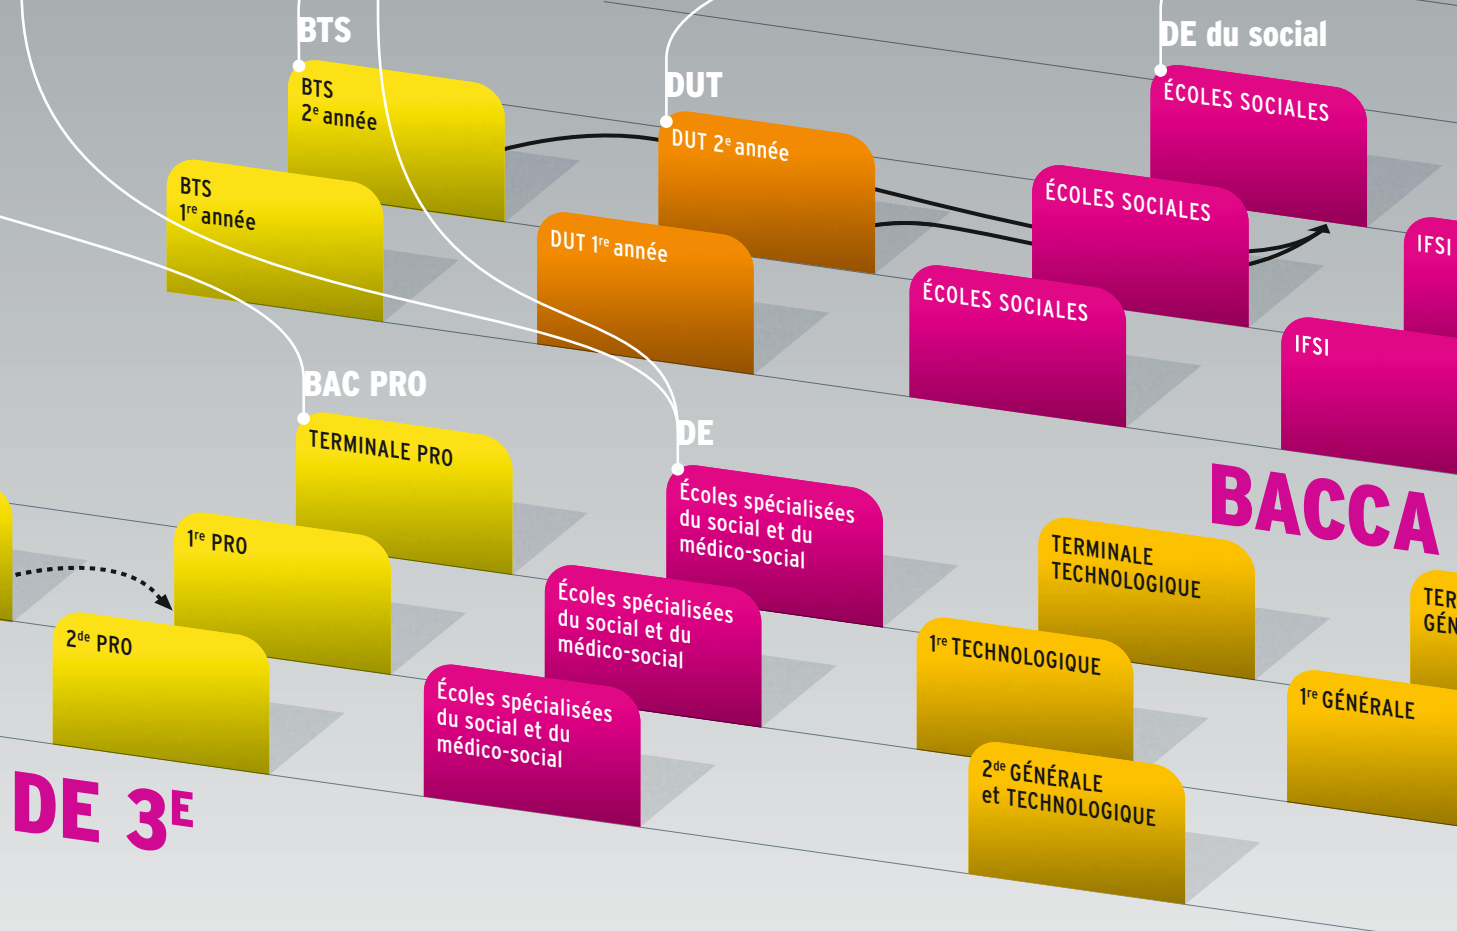 BTS
BTS
2e année
BTS
1re année
DUT
DUT 2e année
DUT 1re année
DE du social
ÉCOLES SOCIALES
ÉCOLES SOCIALES
ÉCOLES SOCIALES
IFSI
IFSI
BACCA
BAC PRO
TERMINALE PRO
1re PRO
2de PRO
DE
Écoles spécialisées
du social et du
médico-social
Écoles spécialisées
du social et du
médico-social
Écoles spécialisées
du social et du
médico-social
TERMINALE
TECHNOLOGIQUE
1re TECHNOLOGIQUE
2de GÉNÉRALE
et TECHNOLOGIQUE
TER
GÉN
1re GÉNÉRALE
DE 3E